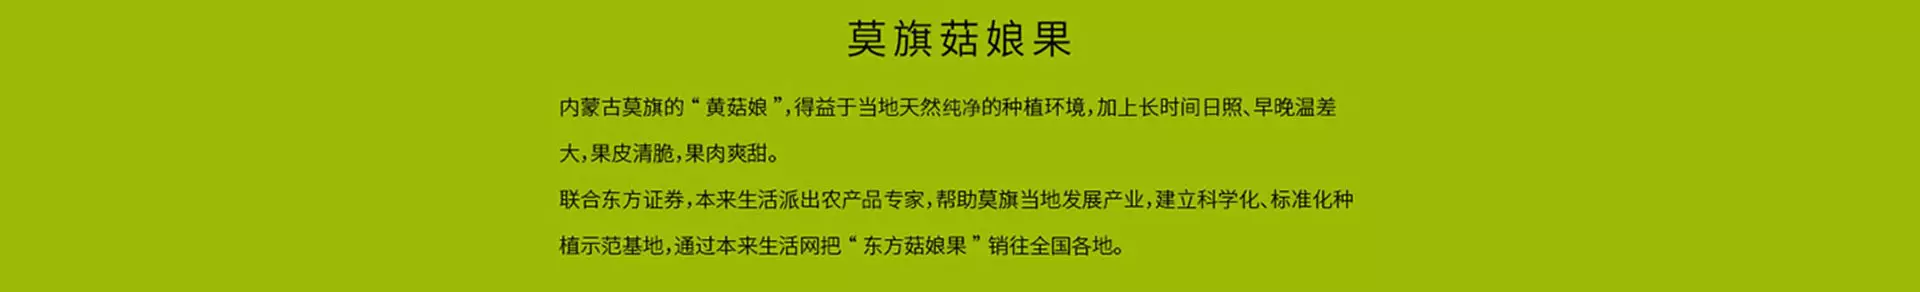 莫旗菇娘果
内蒙古莫旗的“黄菇娘”，得益于当地天然纯净的种植环境，加上长时间日照、早晚温差
大，果皮清脆，果肉爽甜。
联合东方证券，本来生活派出农产品专家，帮助莫旗当地发展产业，建立科学化、标准化种
植示范基地，通过本来生活网把“东方菇娘果”销往全国各地。